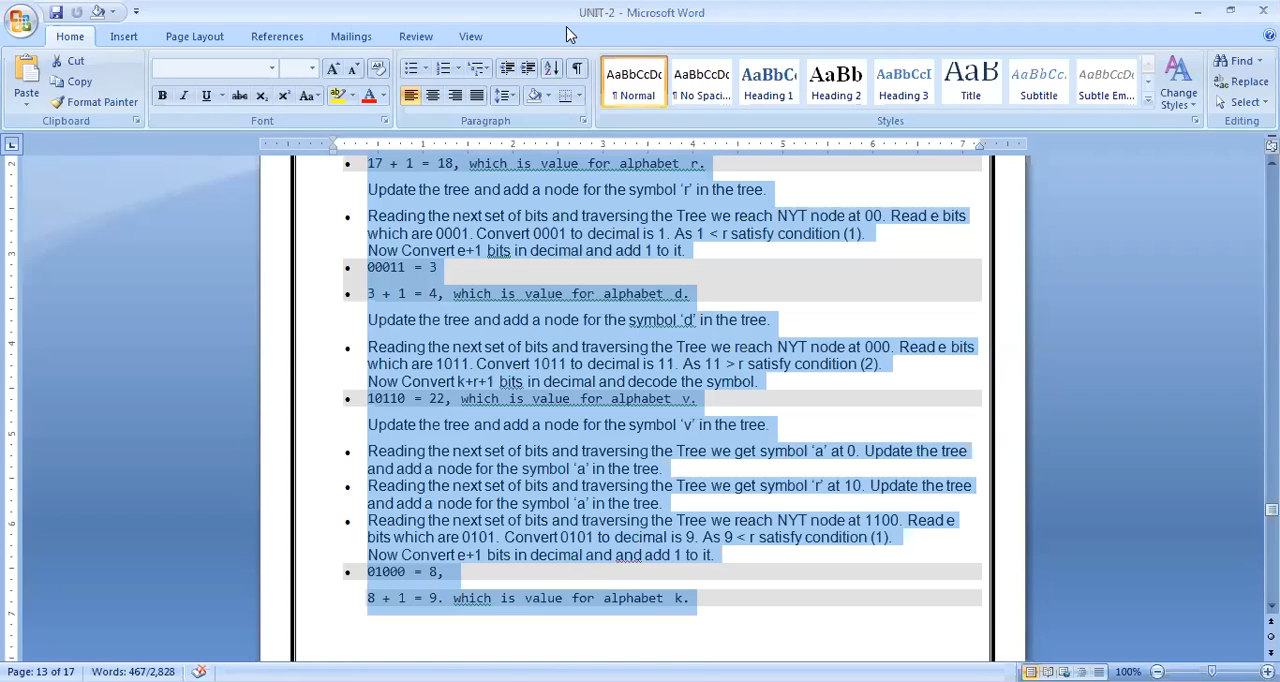 UNIT-2 - Microsoft Word
Home Insert Page Layout References Mailings Review View
Paste Cut Copy Format Painter
AaBbCcDc AaBbCcDc AaBbC( AaBb AaBbCcI AaB AaBbCcL AaBbCcDc
¶ Normal ¶ No Spaci... Heading 1 Heading 2 Heading 3 Title Subtitle Subtle Em...
Change Styles
Find Replace Select
Clipboard Font Paragraph Styles Editing
1 2 3 4 5 6 7
17 + 1 = 18, which is value for alphabet r.
Update the tree and add a node for the symbol ‘r’ in the tree.
Reading the next set of bits and traversing the Tree we reach NYT node at 00. Read e bits
which are 0001. Convert 0001 to decimal is 1. As 1 < r satisfy condition (1).
Now Convert e+1 bits in decimal and add 1 to it.
00011 = 3
3 + 1 = 4, which is value for alphabet d.
Update the tree and add a node for the symbol ‘d’ in the tree.
Reading the next set of bits and traversing the Tree we reach NYT node at 000. Read e bits
which are 1011. Convert 1011 to decimal is 11. As 11 > r satisfy condition (2).
Now Convert k+r+1 bits in decimal and decode the symbol.
10110 = 22, which is value for alphabet v.
Update the tree and add a node for the symbol ‘v’ in the tree.
Reading the next set of bits and traversing the Tree we get symbol ‘a’ at 0. Update the tree
and add a node for the symbol ‘a’ in the tree.
Reading the next set of bits and traversing the Tree we get symbol ‘r’ at 10. Update the tree
and add a node for the symbol ‘a’ in the tree.
Reading the next set of bits and traversing the Tree we reach NYT node at 1100. Read e
bits which are 0101. Convert 0101 to decimal is 9. As 9 < r satisfy condition (1).
Now Convert e+1 bits in decimal and and add 1 to it.
01000 = 8,
8 + 1 = 9. which is value for alphabet k.
Page: 13 of 17 Words: 467/2,828 100%